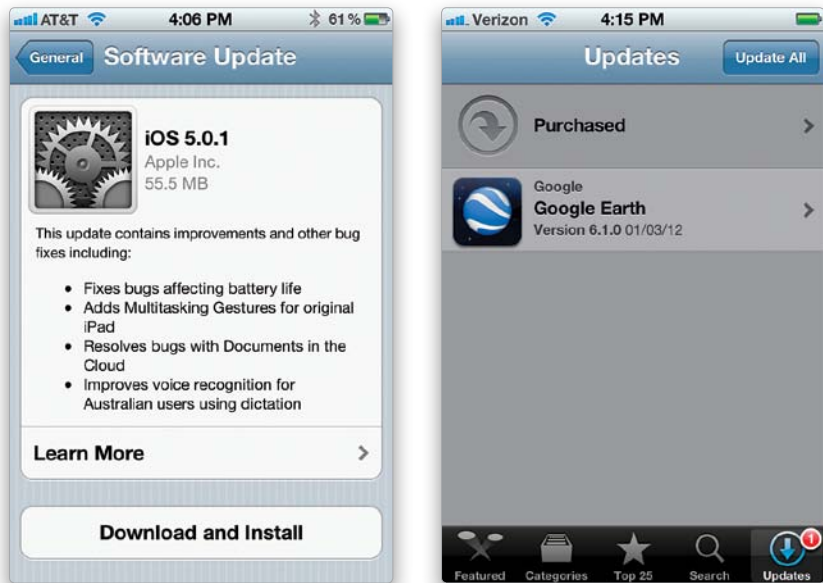 AT&T 4:06 PM 61%
General Software Update
iOS 5.0.1
Apple Inc.
55.5 MB
This update contains improvements and other bug
fixes including:
• Fixes bugs affecting battery life
• Adds Multitasking Gestures for original
iPad
• Resolves bugs with Documents in the
Cloud
• Improves voice recognition for
Australian users using dictation
Learn More
Download and Install
Verizon 4:15 PM
Updates Update All
Purchased
Google
Google Earth
Version 6.1.0 01/03/12
1
Featured Categories Top 25 Search Updates